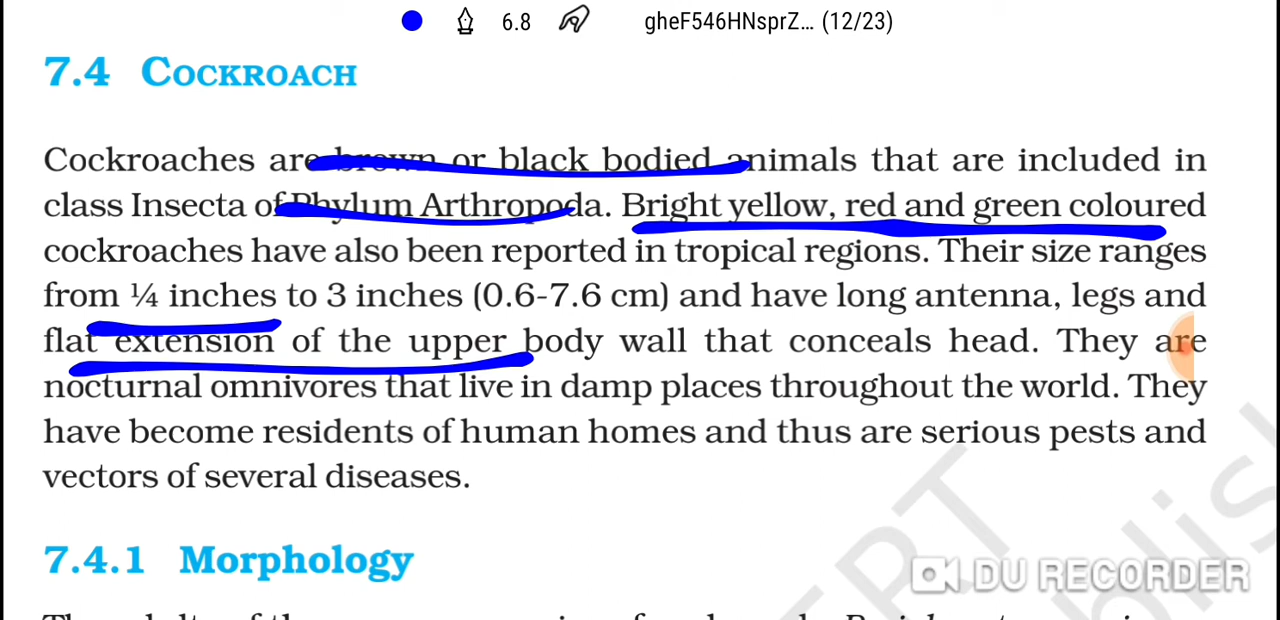 6.8 gheF546HNsprZ... (12/23)
7.4 COCKROACH
Cockroaches are brown or black bodied animals that are included in
class Insecta of Phylum Arthropoda. Bright yellow, red and green coloured
cockroaches have also been reported in tropical regions. Their size ranges
from ¼ inches to 3 inches (0.6-7.6 cm) and have long antenna, legs and
flat extension of the upper body wall that conceals head. They are
nocturnal omnivores that live in damp places throughout the world. They
have become residents of human homes and thus are serious pests and
vectors of several diseases.
7.4.1 Morphology
DU RECORDER